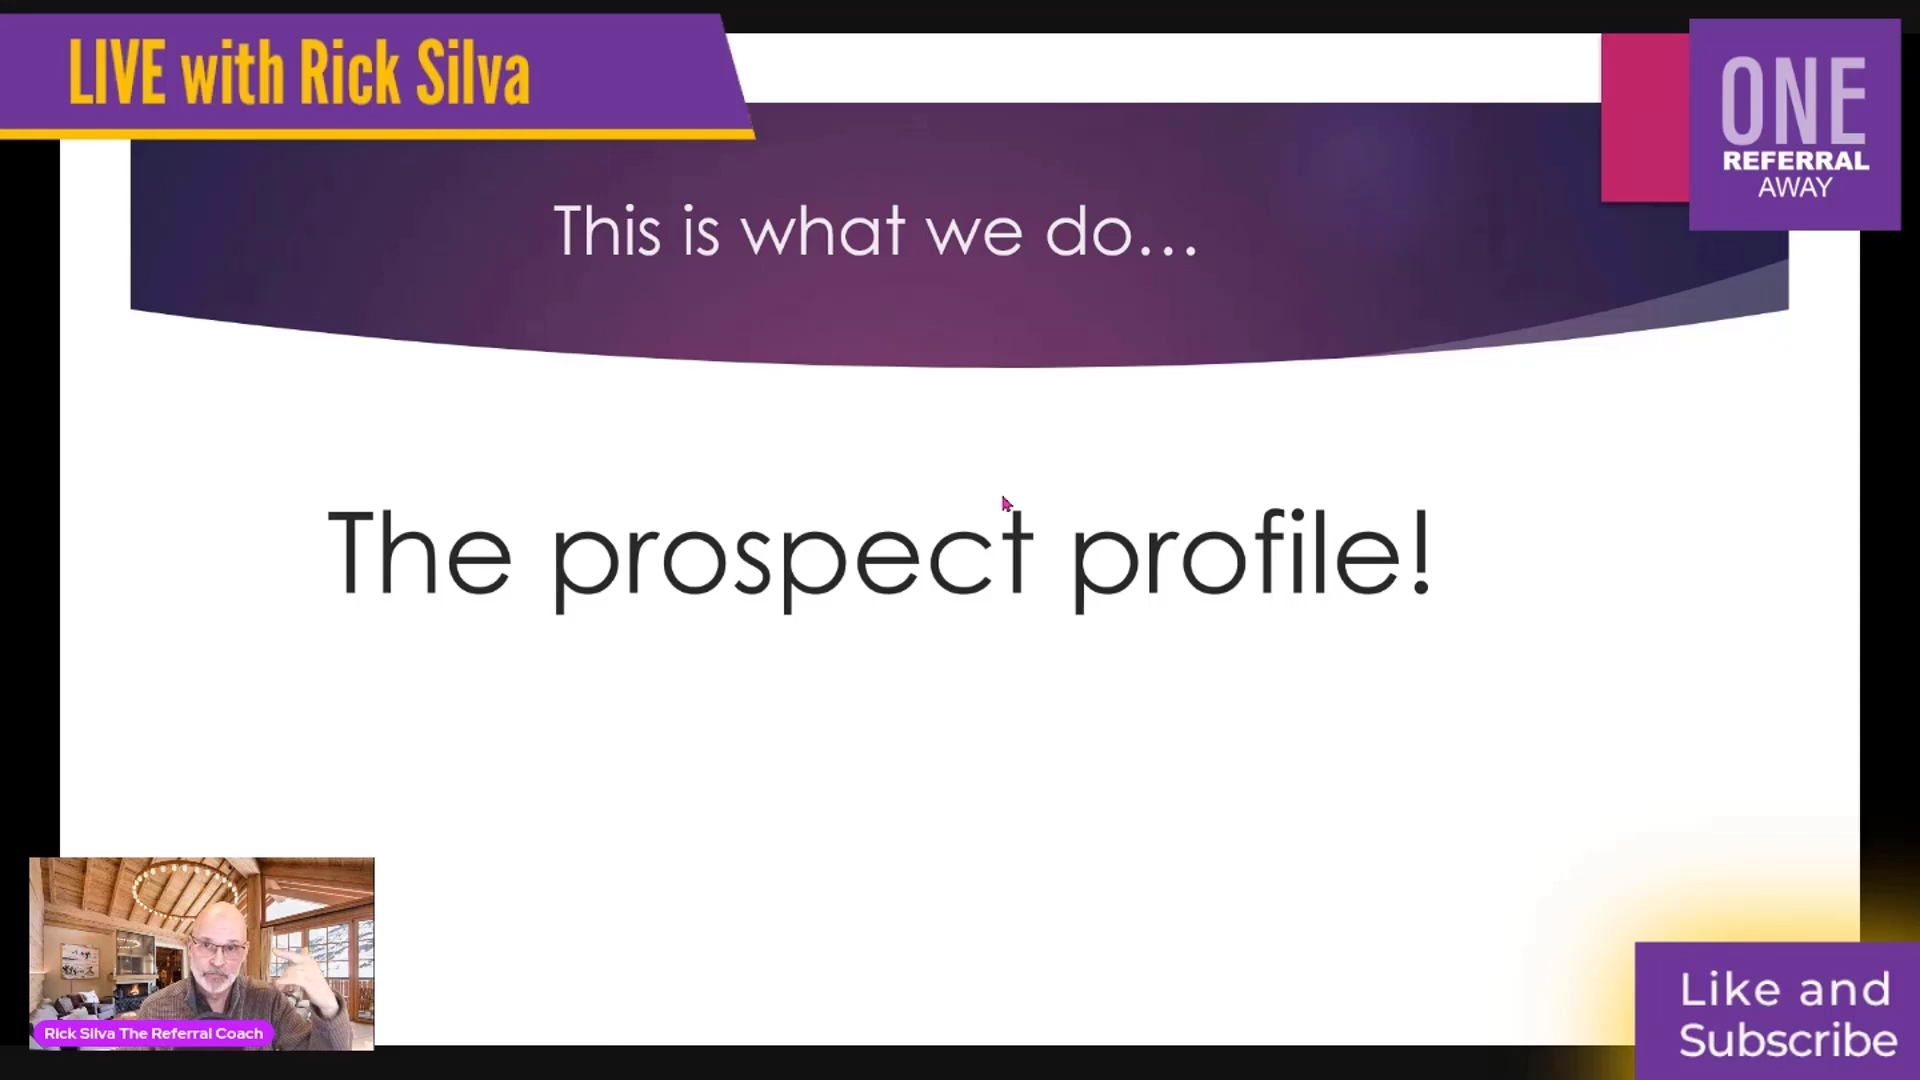 LIVE with Rick Silva
ONE
REFERRAL
AWAY
This is what we do...
The prospect profile!
Rick Silva The Referral Coach
Like and
Subscribe